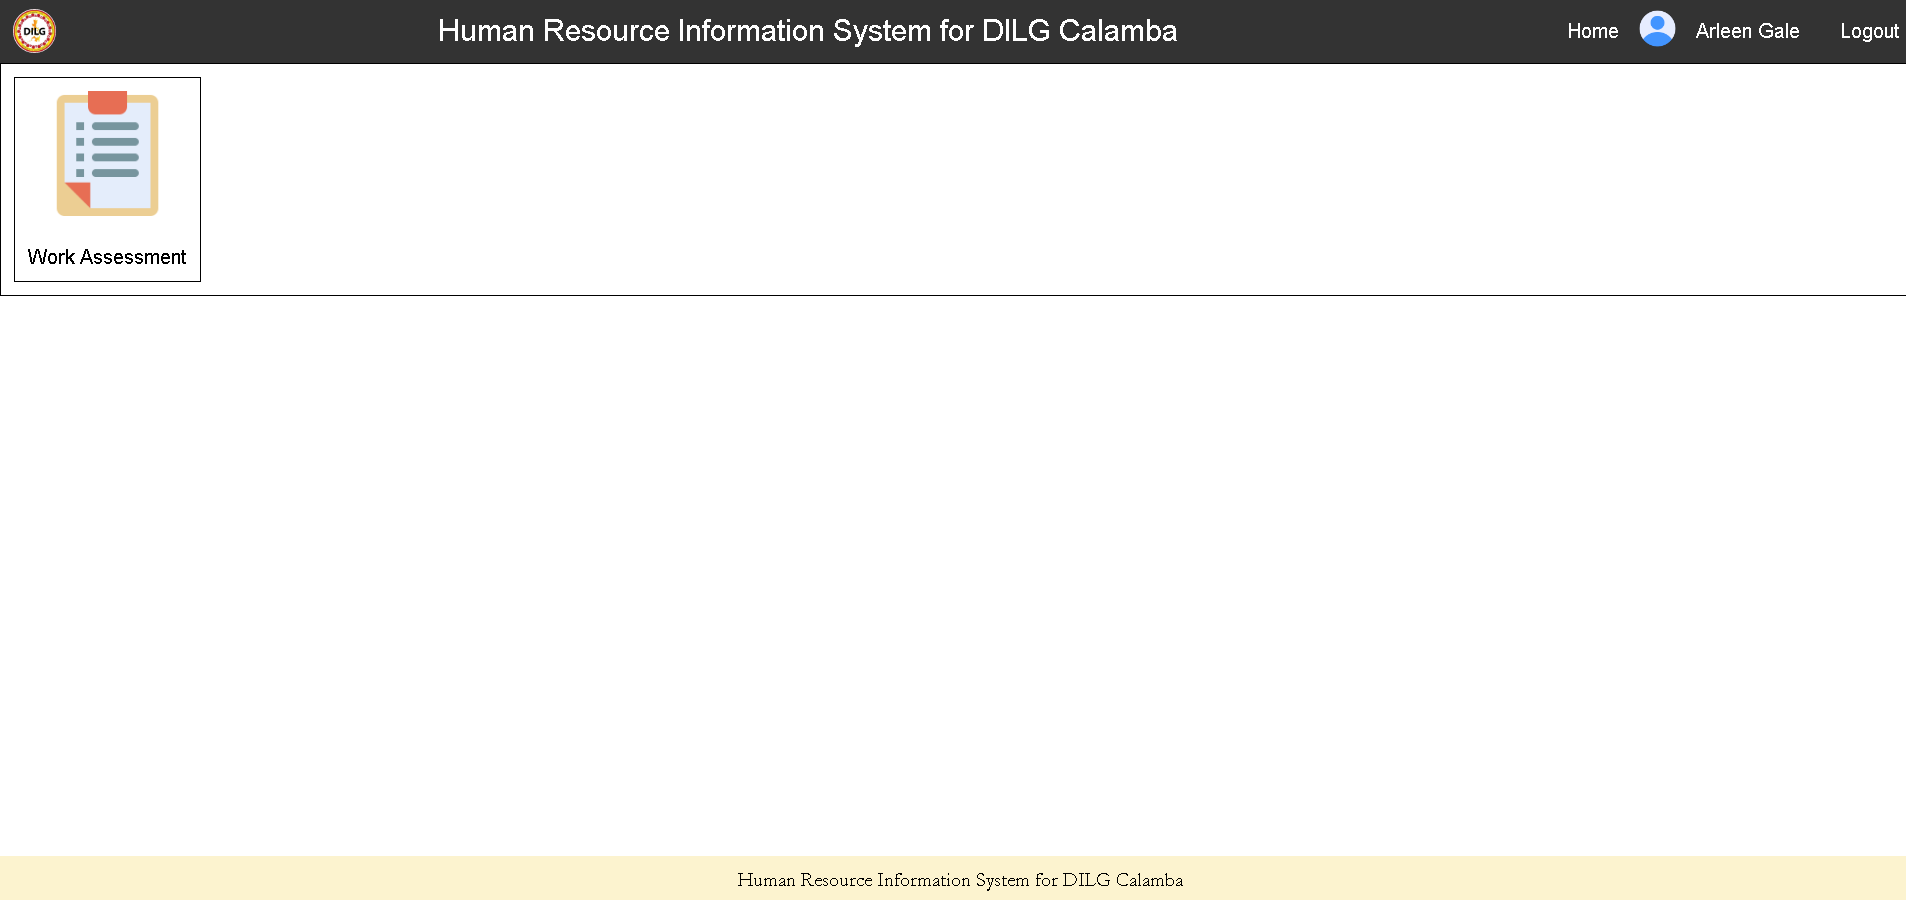 DILG
Human Resource Information System for DILG Calamba
Home
Arleen Gale
Logout
Work Assessment
Human Resource Information System for DILG Calamba